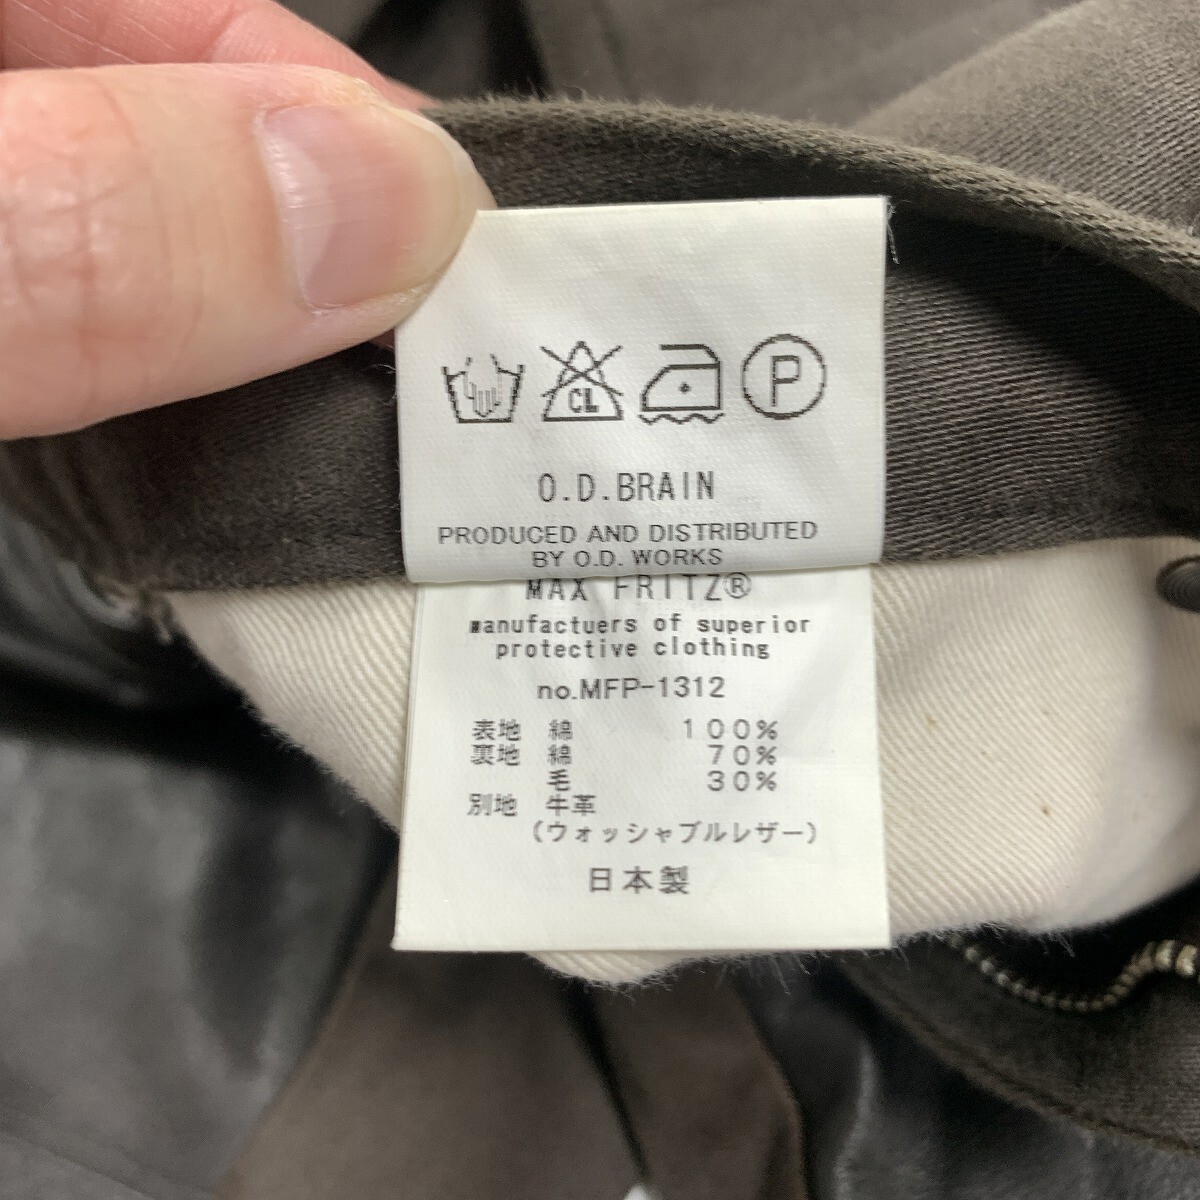 CL P
O.D.BRAIN
PRODUCED AND DISTRIBUTED
BY O.D. WORKS
MAX FRITZ®
manufactuers of superior
protective clothing
no.MFP-1312
表地 綿 100%
裏地 綿 70%
毛 30%
別地 牛革
(ウォッシャブルレザー)
日本製